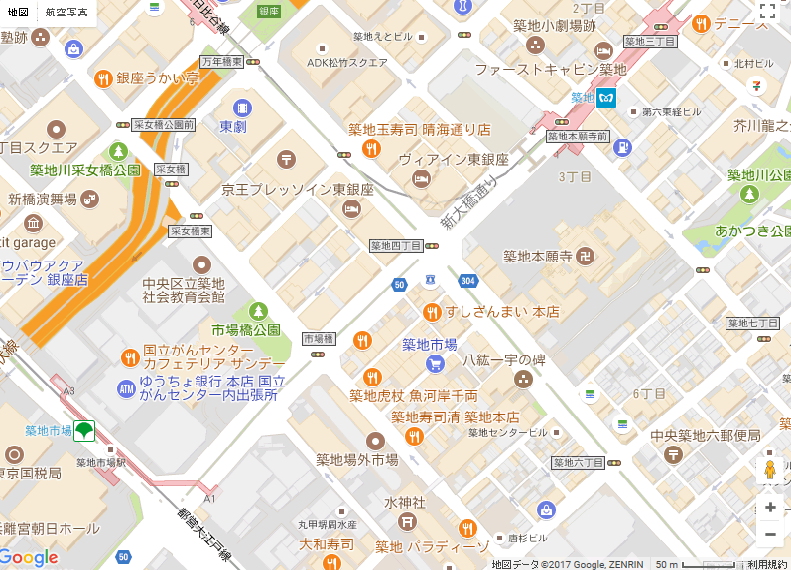 地図
航空写真
日比谷線
銀座
2丁目
デニーズ
塾跡
築地えとビル
築地小劇場跡
築地三丁目
万年橋東
ADK松竹スクエア
ファーストキャビン築地
北村ビル
銀座うかい亭
築地
第六東経ビル
東劇
采女橋公園前
築地玉寿司 晴海通り店
築地本願寺前
芥川龍之
丁目スクエア
築地川采女橋公園
采女橋
ヴィアイン東銀座
3丁目
築地川公
新橋演舞場
京王プレッソイン東銀座
新大橋通り
采女橋東
あかつき公園
it garage
築地四丁目
築地本願寺
ウパウアクア
ーデン 銀座店
中央区立築地
社会教育会館
50
304
すしざんまい 本店
市場橋公園
市場橋
築地七丁目
国立がんセンター
カフェテリア サンデー
築地市場
八紘一宇の碑
ゆうちょ銀行 本店 国立
がんセンター内出張所
ATM
A3
築地虎杖 魚河岸千両
6丁目
築地寿司清 築地本店
築地市場
築地センタービル
中央築地六郵便局
築地市場駅
築地場外市場
築地六丁目
東京国税局
A1
水神社
都営大江戸線
丸甲堺周水産
浜離宮朝日ホール
大和寿司
築地 パラディーゾ
唐杉ビル
50
Google
地図データ ©2017 Google, ZENRIN
50 m
利用規約